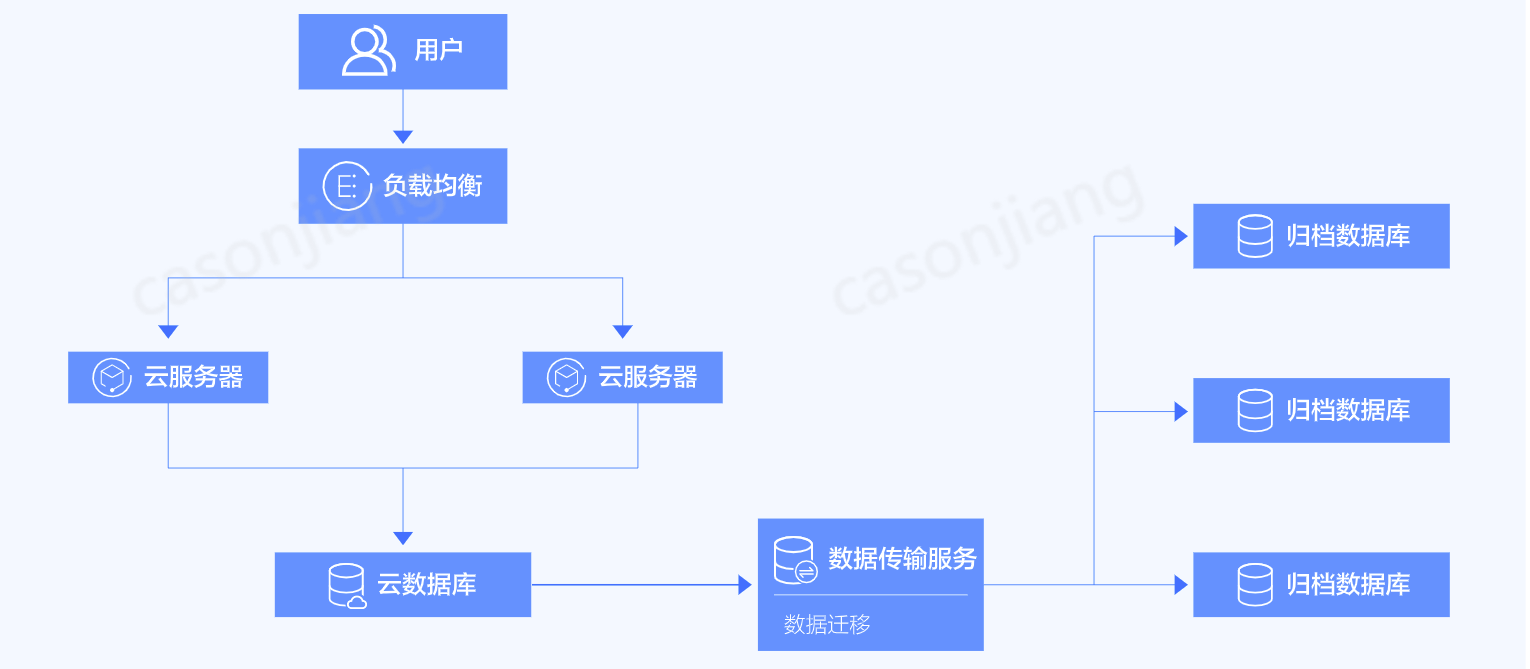 用户
负载均衡
casonjiang
casonjiang
归档数据库
云服务器
云服务器
归档数据库
云数据库
数据传输服务
数据迁移
归档数据库